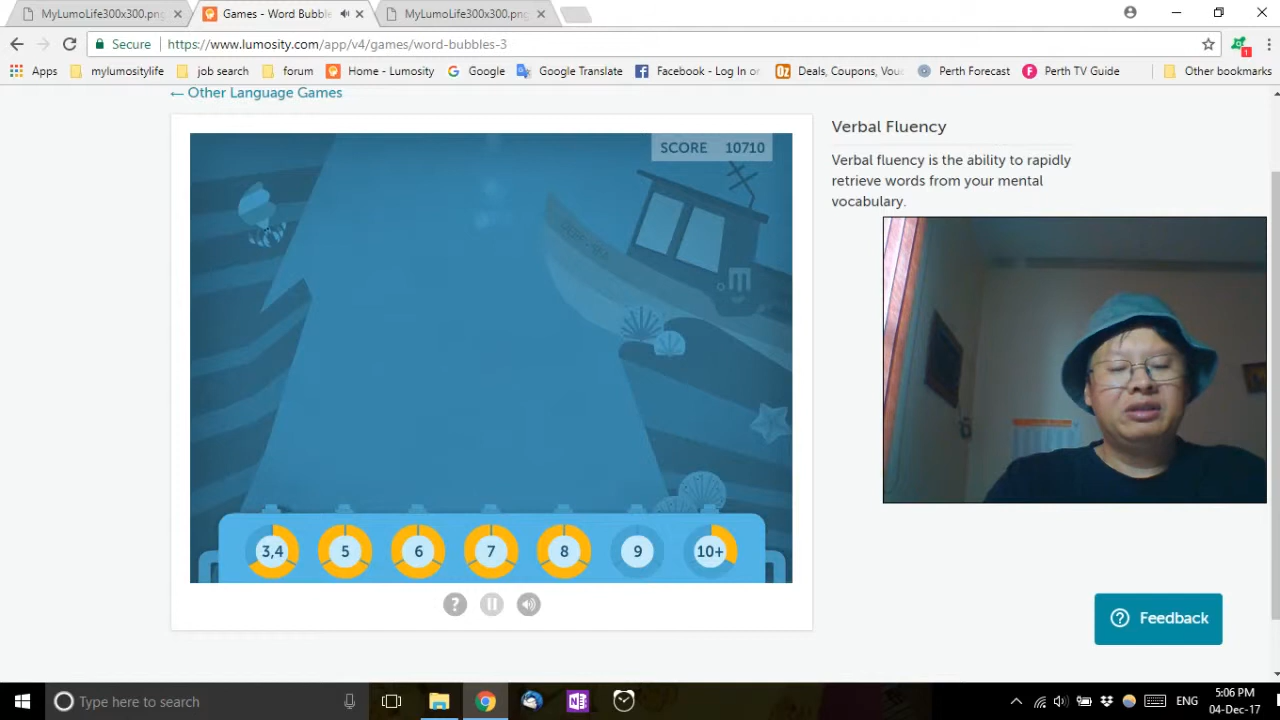 MyLumoLife300x300.png
Games - Word Bubble
MyLumoLife300x300.png
Secure
https://www.lumosity.com/app/v4/games/word-bubbles-3
Apps mylumositylife job search forum Home - Lumosity Google Google Translate Facebook - Log In or Deals, Coupons, Vou Perth Forecast Perth TV Guide Other bookmarks
1
← Other Language Games
SCORE 10710
Verbal Fluency
Verbal fluency is the ability to rapidly
retrieve words from your mental
vocabulary.
3,4 5 6 7 8 9 10+
?
? Feedback
Type here to search
ENG
5:06 PM
04-Dec-17